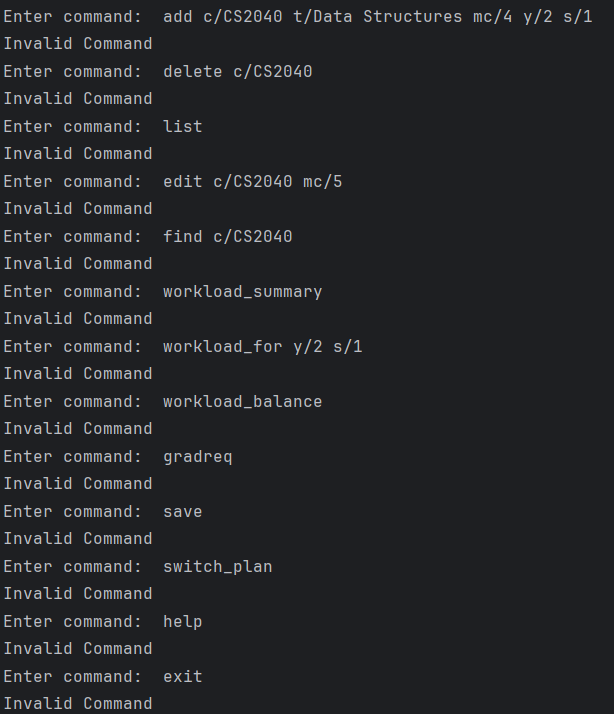 Enter command:  add c/CS2040 t/Data Structures mc/4 y/2 s/1
Invalid Command
Enter command:  delete c/CS2040
Invalid Command
Enter command:  list
Invalid Command
Enter command:  edit c/CS2040 mc/5
Invalid Command
Enter command:  find c/CS2040
Invalid Command
Enter command:  workload_summary
Invalid Command
Enter command:  workload_for y/2 s/1
Invalid Command
Enter command:  workload_balance
Invalid Command
Enter command:  gradreq
Invalid Command
Enter command:  save
Invalid Command
Enter command:  switch_plan
Invalid Command
Enter command:  help
Invalid Command
Enter command:  exit
Invalid Command